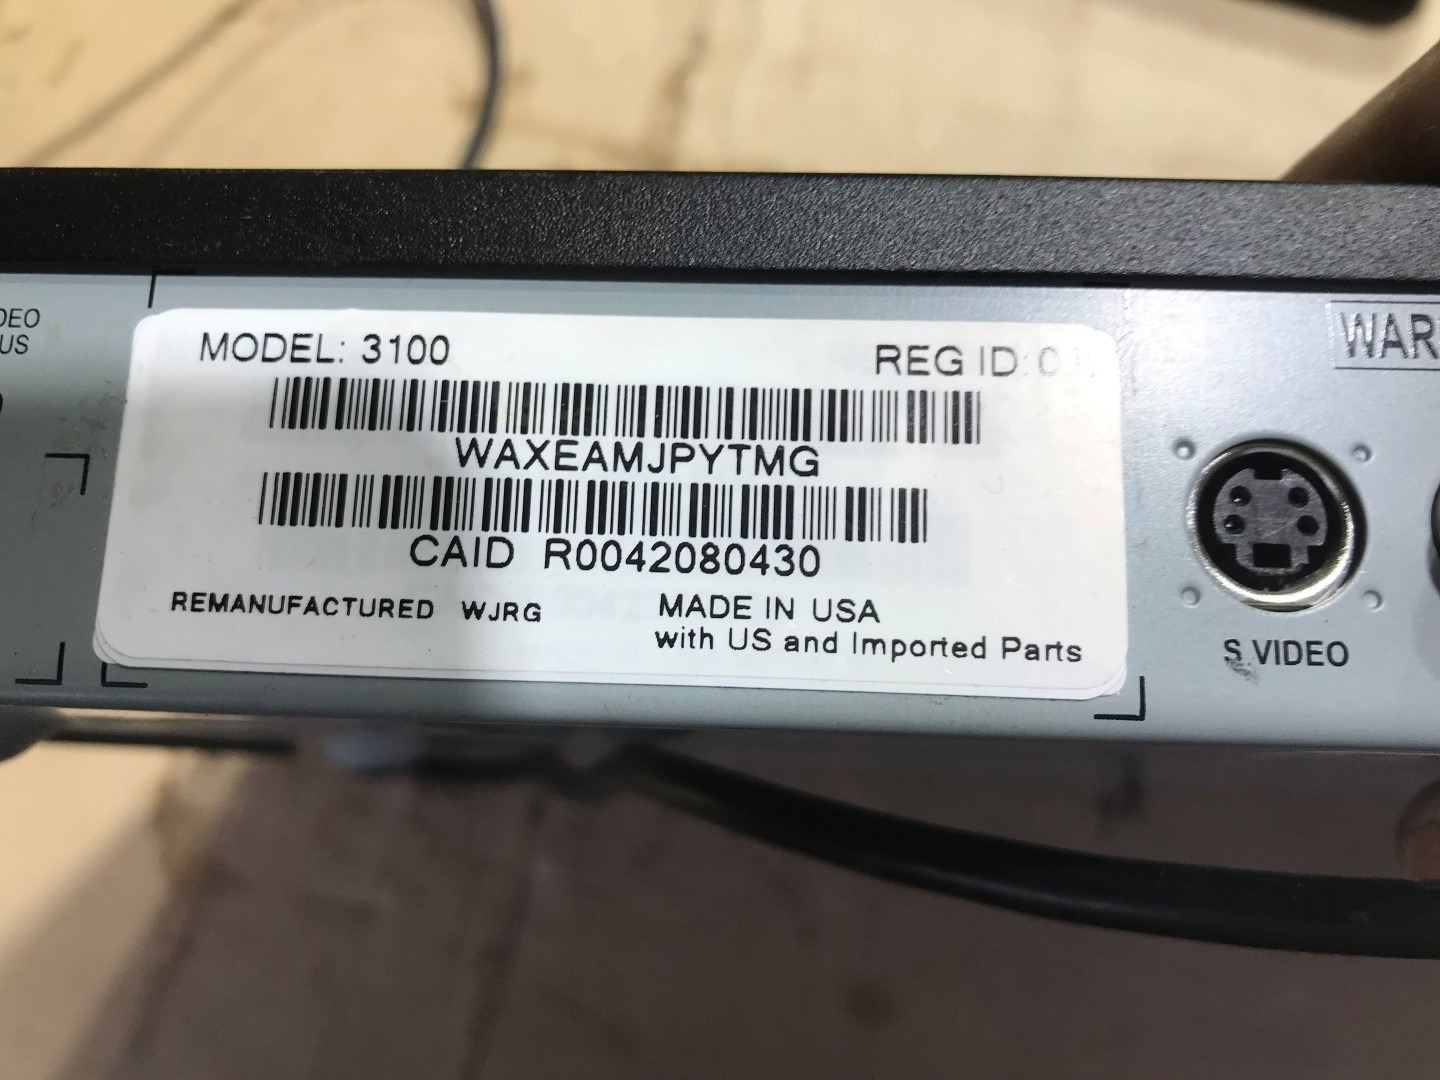 MODEL: 3100
REG ID:
WAXEAMJPYTMG
CAID R0042080430
REMANUFACTURED WJRG
MADE IN USA
with US and Imported Parts
S VIDEO